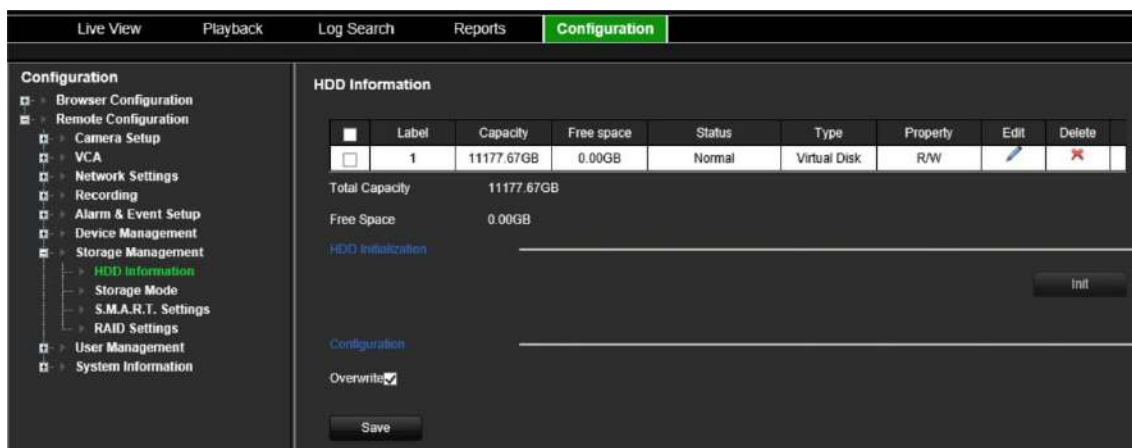 Live View Playback Log Search Reports Configuration
Configuration
Browser Configuration
Remote Configuration
Camera Setup
VCA
Network Settings
Recording
Alarm & Event Setup
Device Management
Storage Management
HDD Information
Storage Mode
S.M.A.R.T. Settings
RAID Settings
User Management
System Information
HDD Information
Label Capacity Free space Status Type Property Edit Delete
1 11177.67GB 0.00GB Normal Virtual Disk R/W
Total Capacity 11177.67GB
Free Space 0.00GB
HDD Initialization
Init
Configuration
Overwrite
Save